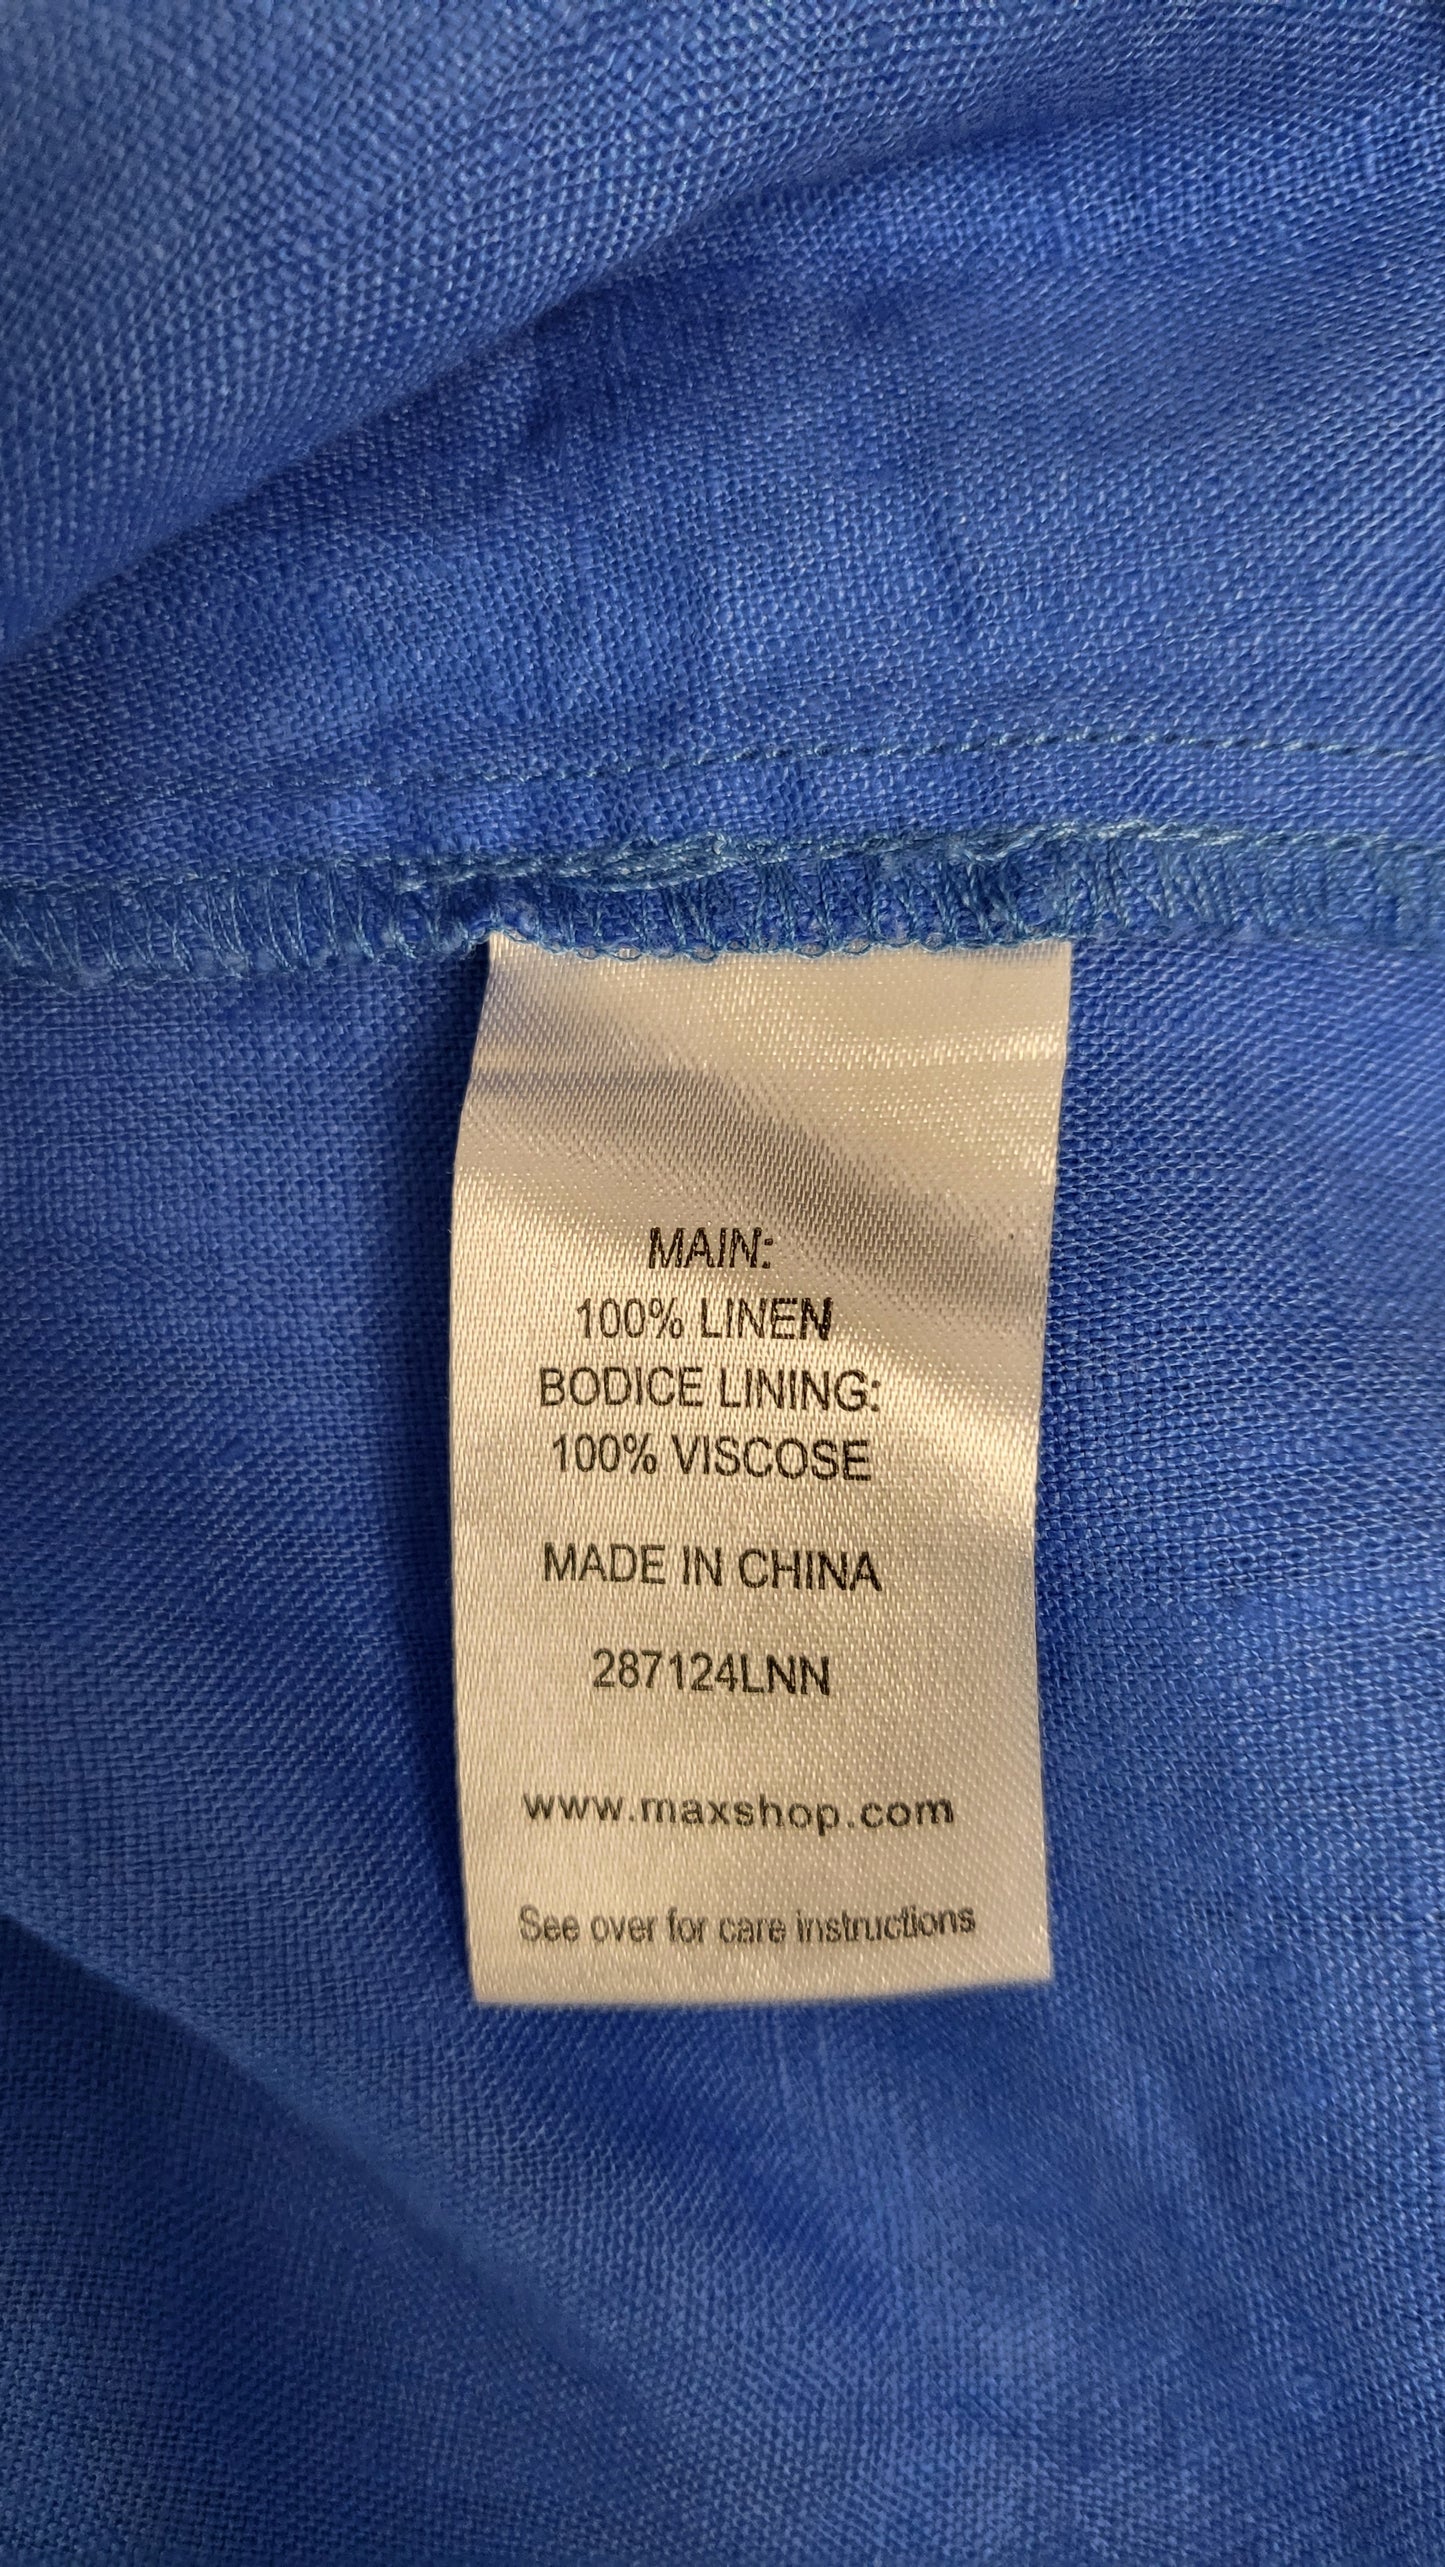 MAIN:
100% LINEN
BODICE LINING:
100% VISCOSE
MADE IN CHINA
287124LNN
www.maxshop.com
See over for care instructions